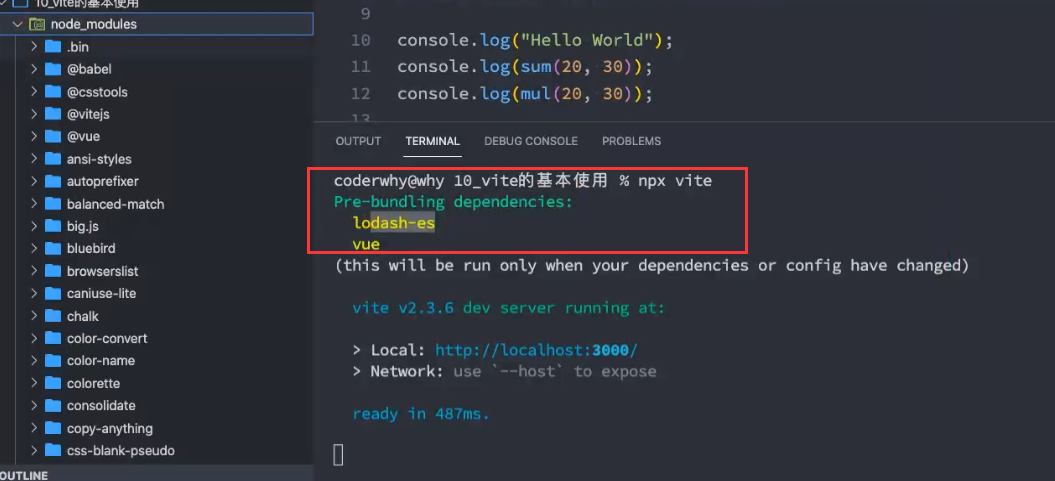 10_vite的基本使用
node_modules
.bin
@babel
@csstools
@vitejs
@vue
ansi-styles
autoprefixer
balanced-match
big.js
bluebird
browserslist
caniuse-lite
chalk
color-convert
color-name
colorette
consolidate
copy-anything
css-blank-pseudo
OUTLINE
9
10 console.log("Hello World");
11 console.log(sum(20, 30));
12 console.log(mul(20, 30));
13
OUTPUT TERMINAL DEBUG CONSOLE PROBLEMS
coderwhy@why 10_vite的基本使用 % npx vite
Pre-bundling dependencies:
lodash-es
vue
(this will be run only when your dependencies or config have changed)
vite v2.3.6 dev server running at:
> Local: http://localhost:3000/
> Network: use `--host` to expose
ready in 487ms.